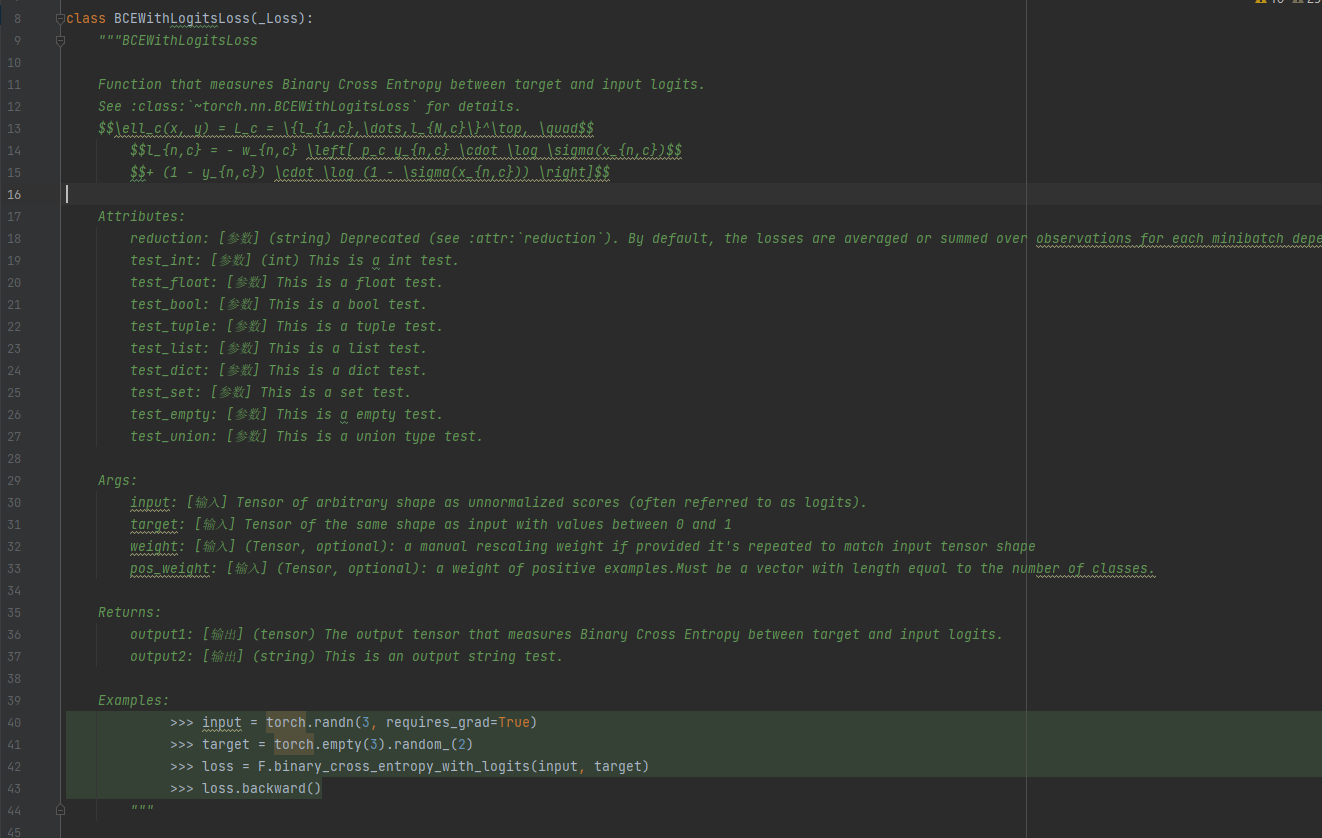 8 class BCEWithLogitsLoss(_Loss):
9 """BCEWithLogitsLoss
10
11 Function that measures Binary Cross Entropy between target and input logits.
12 See :class:`~torch.nn.BCEWithLogitsLoss` for details.
13 $$\ell_c(x, y) = L_c = \{l_{1,c},\dots,l_{N,c}\}^\top, \quad$$
14 $$l_{n,c} = - w_{n,c} \left[ p_c y_{n,c} \cdot \log \sigma(x_{n,c})$$
15 $$+ (1 - y_{n,c}) \cdot \log (1 - \sigma(x_{n,c})) \right]$$
16
17 Attributes:
18 reduction: [参数] (string) Deprecated (see :attr:`reduction`). By default, the losses are averaged or summed over observations for each minibatch depe
19 test_int: [参数] (int) This is a int test.
20 test_float: [参数] This is a float test.
21 test_bool: [参数] This is a bool test.
22 test_tuple: [参数] This is a tuple test.
23 test_list: [参数] This is a list test.
24 test_dict: [参数] This is a dict test.
25 test_set: [参数] This is a set test.
26 test_empty: [参数] This is a empty test.
27 test_union: [参数] This is a union type test.
28
29 Args:
30 input: [输入] Tensor of arbitrary shape as unnormalized scores (often referred to as logits).
31 target: [输入] Tensor of the same shape as input with values between 0 and 1
32 weight: [输入] (Tensor, optional): a manual rescaling weight if provided it's repeated to match input tensor shape
33 pos_weight: [输入] (Tensor, optional): a weight of positive examples.Must be a vector with length equal to the number of classes.
34
35 Returns:
36 output1: [输出] (tensor) The output tensor that measures Binary Cross Entropy between target and input logits.
37 output2: [输出] (string) This is an output string test.
38
39 Examples:
40 >>> input = torch.randn(3, requires_grad=True)
41 >>> target = torch.empty(3).random_(2)
42 >>> loss = F.binary_cross_entropy_with_logits(input, target)
43 >>> loss.backward()
44 """
45